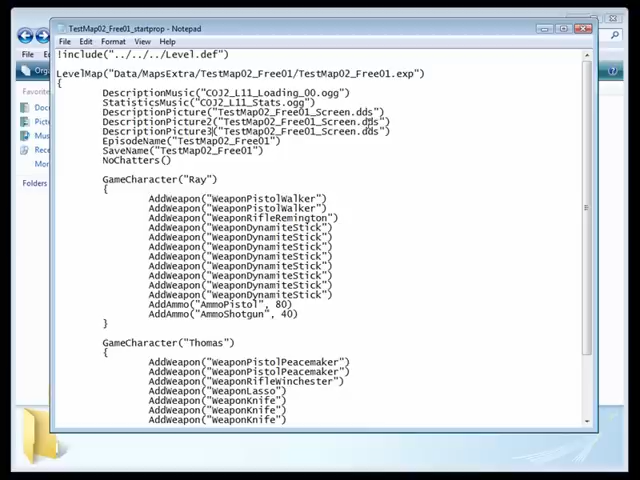 TestMap02_Free01_startprop - Notepad
File Edit Format View Help
!include("../../../Level.def")
LevelMap("Data/MapsExtra/TestMap02_Free01/TestMap02_Free01.exp")
{
DescriptionMusic("COJ2_L11_Loading_00.ogg")
StatisticsMusic("COJ2_L11_Stats.ogg")
DescriptionPicture("TestMap02_Free01_Screen.dds")
DescriptionPicture2("TestMap02_Free01_Screen.dds")
DescriptionPicture3("TestMap02_Free01_Screen.dds")
EpisodeName("TestMap02_Free01")
SaveName("TestMap02_Free01")
NoChatters()
GameCharacter("Ray")
{
AddWeapon("WeaponPistolWalker")
AddWeapon("WeaponPistolWalker")
AddWeapon("WeaponRifleRemington")
AddWeapon("WeaponDynamiteStick")
AddWeapon("WeaponDynamiteStick")
AddWeapon("WeaponDynamiteStick")
AddWeapon("WeaponDynamiteStick")
AddWeapon("WeaponDynamiteStick")
AddWeapon("WeaponDynamiteStick")
AddWeapon("WeaponDynamiteStick")
AddWeapon("WeaponDynamiteStick")
AddAmmo("AmmoPistol", 80)
AddAmmo("AmmoShotgun", 40)
}
GameCharacter("Thomas")
{
AddWeapon("WeaponPistolPeacemaker")
AddWeapon("WeaponPistolPeacemaker")
AddWeapon("WeaponRifleWinchester")
AddWeapon("WeaponLasso")
AddWeapon("WeaponKnife")
AddWeapon("WeaponKnife")
AddWeapon("WeaponKnife")
File
Folders